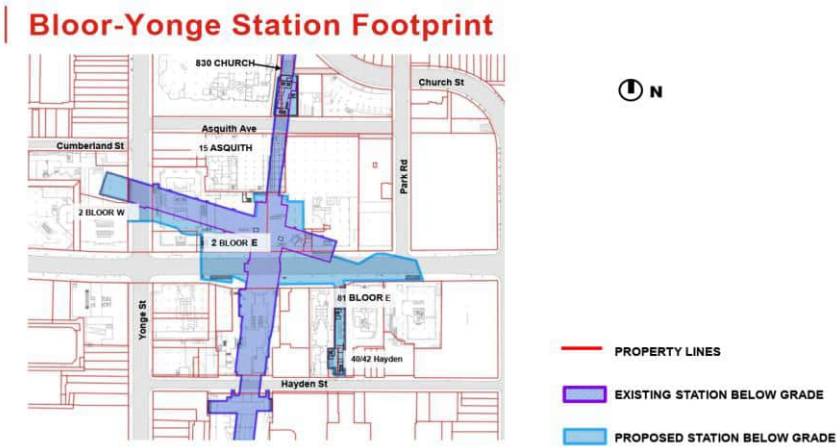 Bloor-Yonge Station Footprint
830 CHURCH
Church St
N
Asquith Ave
Cumberland St
15 ASQUITH
Park Rd
2 BLOOR W
2 BLOOR E
81 BLOOR E
Yonge St
40/42 Hayden
Hayden St
PROPERTY LINES
EXISTING STATION BELOW GRADE
PROPOSED STATION BELOW GRADE